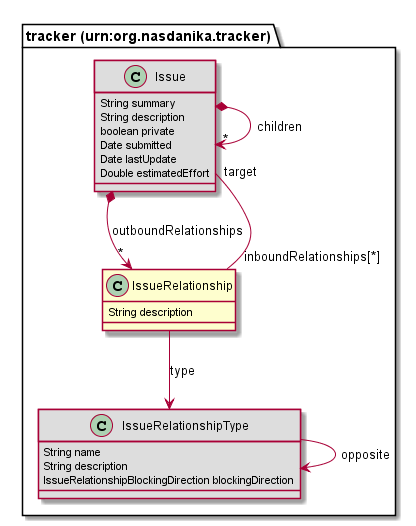 tracker (urn:org.nasdanika.tracker)
C Issue
String summary
String description
boolean private
Date submitted
Date lastUpdate
Double estimatedEffort
*
children
target
outboundRelationships
*
inboundRelationships[*]
C IssueRelationship
String description
type
C IssueRelationshipType
String name
String description
IssueRelationshipBlockingDirection blockingDirection
opposite